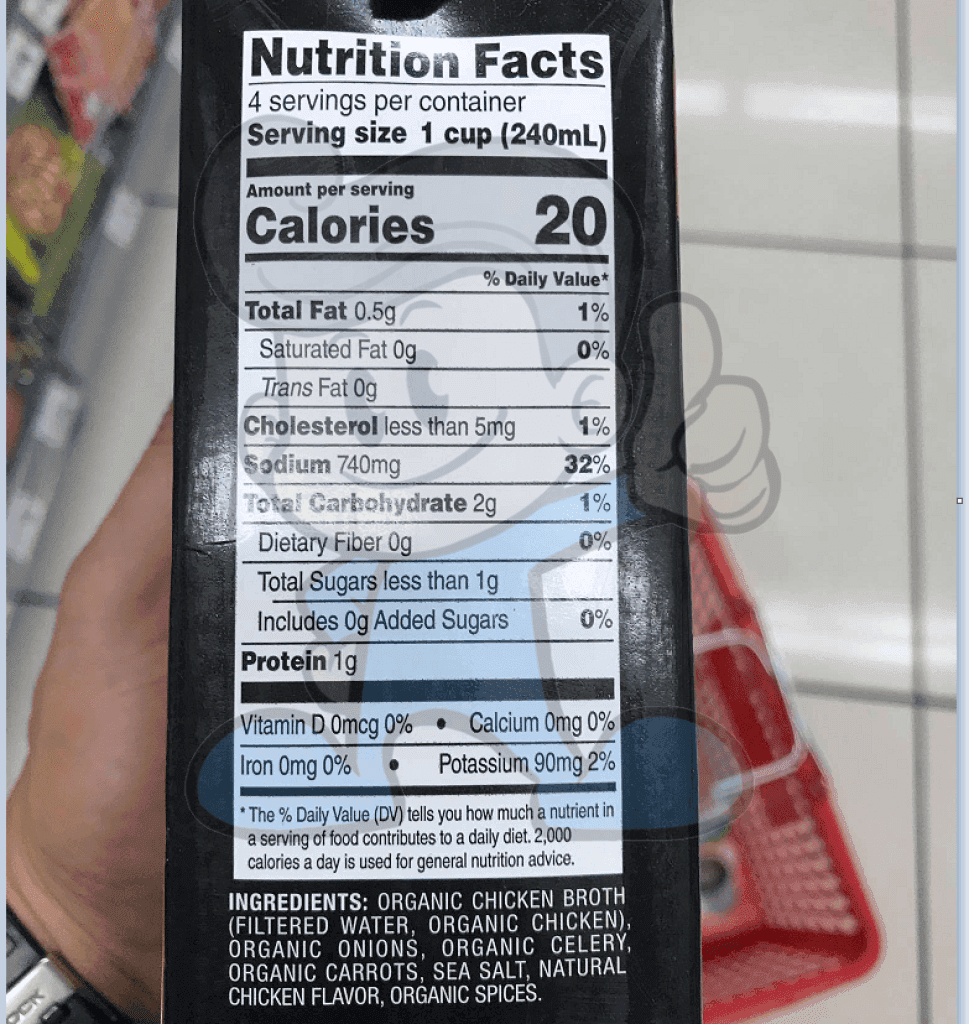 Nutrition Facts
4 servings per container
Serving size 1 cup (240mL)
Amount per serving
Calories 20
% Daily Value*
Total Fat 0.5g 1%
Saturated Fat 0g 0%
Trans Fat 0g
Cholesterol less than 5mg 1%
Sodium 740mg 32%
Total Carbohydrate 2g 1%
Dietary Fiber 0g 0%
Total Sugars less than 1g
Includes 0g Added Sugars 0%
Protein 1g
Vitamin D 0mcg 0% • Calcium 0mg 0%
Iron 0mg 0% • Potassium 90mg 2%
* The % Daily Value (DV) tells you how much a nutrient in
a serving of food contributes to a daily diet. 2,000
calories a day is used for general nutrition advice.
INGREDIENTS: ORGANIC CHICKEN BROTH
(FILTERED WATER, ORGANIC CHICKEN),
ORGANIC ONIONS, ORGANIC CELERY,
ORGANIC CARROTS, SEA SALT, NATURAL
CHICKEN FLAVOR, ORGANIC SPICES.